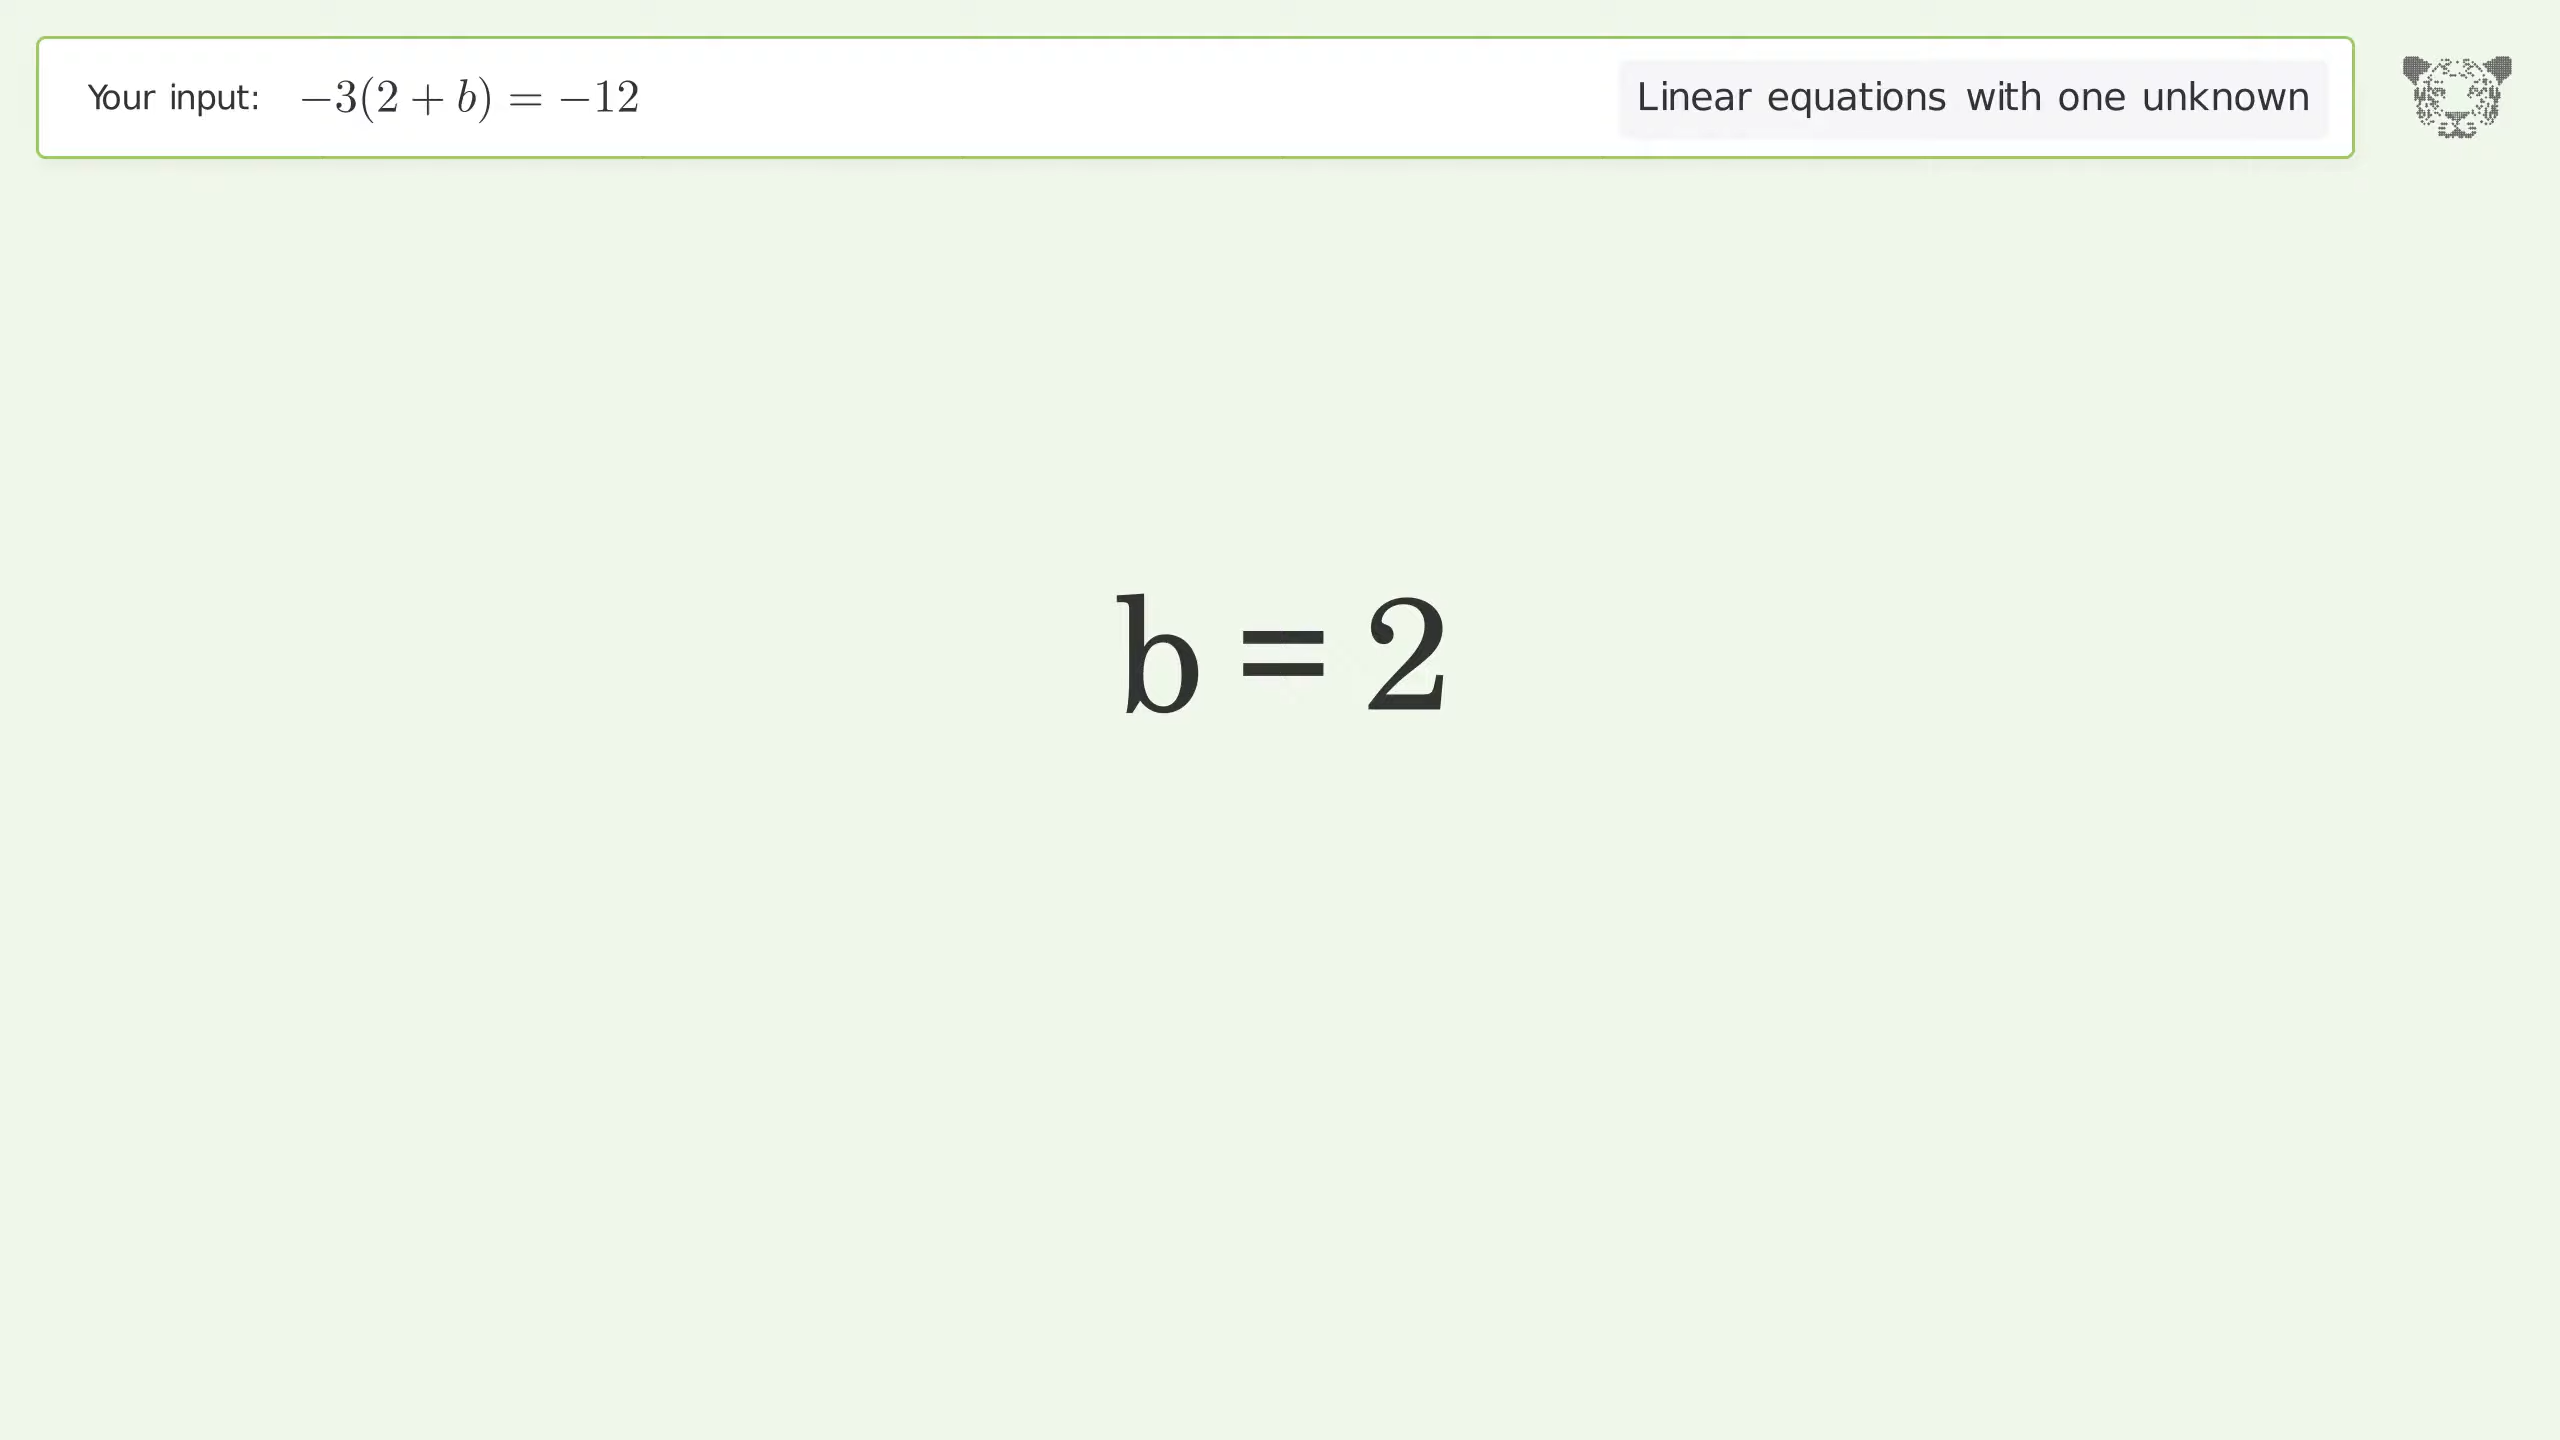 Your input: −3(2 + b) = −12
Linear equations with one unknown
b = 2